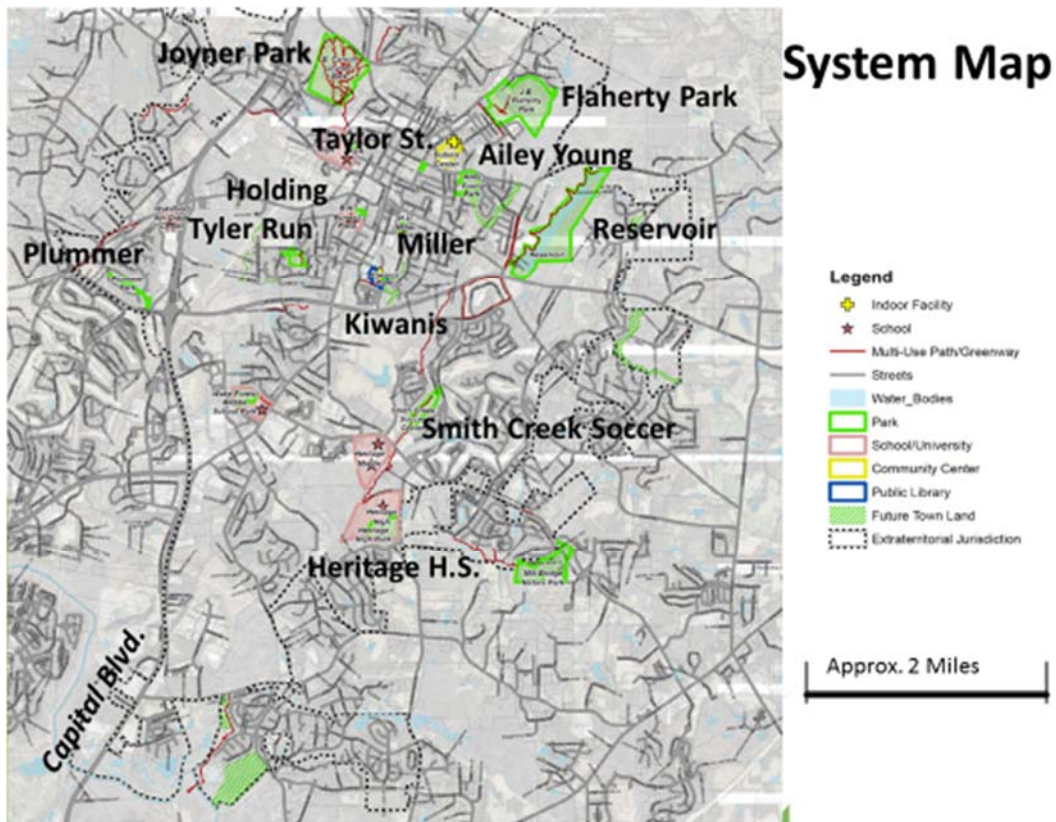 System Map
Joyner Park
Flaherty Park
Taylor St.
Ailey Young
Holding
Tyler Run
Miller
Reservoir
Plummer
Kiwanis
Smith Creek Soccer
Heritage H.S.
Capital Blvd.
Legend
Indoor Facility
School
Multi-Use Path/Greenway
Streets
Water_Bodies
Park
School/University
Community Center
Public Library
Future Town Land
Extraterritorial Jurisdiction
Approx. 2 Miles